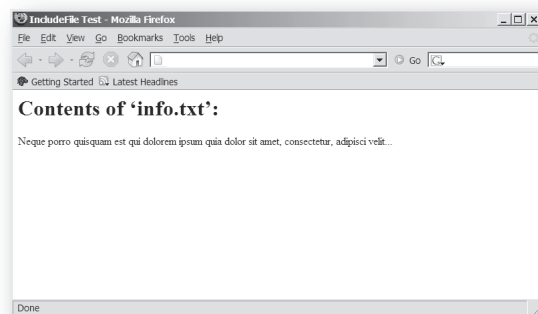 IncludeFile Test - Mozilla Firefox
File Edit View Go Bookmarks Tools Help
Go
Getting Started Latest Headlines
Contents of ‘info.txt’:
Neque porro quisquam est qui dolorem ipsum quia dolor sit amet, consectetur, adipisci velit...
Done